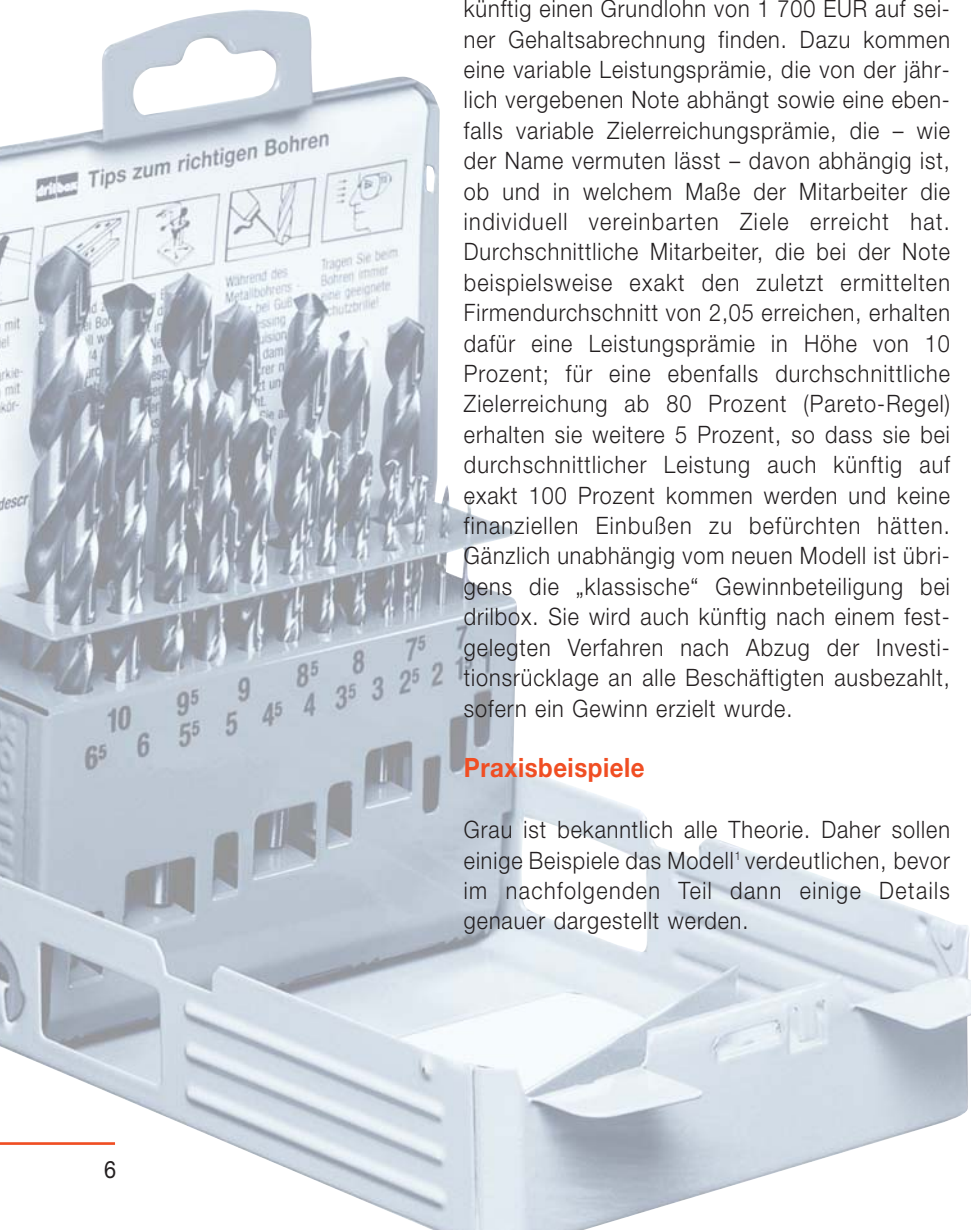 künftig einen Grundlohn von 1 700 EUR auf sei-
ner Gehaltsabrechnung finden. Dazu kommen
eine variable Leistungsprämie, die von der jähr-
lich vergebenen Note abhängt sowie eine eben-
falls variable Zielerreichungsprämie, die – wie
der Name vermuten lässt – davon abhängig ist,
ob und in welchem Maße der Mitarbeiter die
individuell vereinbarten Ziele erreicht hat.
Durchschnittliche Mitarbeiter, die bei der Note
beispielsweise exakt den zuletzt ermittelten
Firmendurchschnitt von 2,05 erreichen, erhalten
dafür eine Leistungsprämie in Höhe von 10
Prozent; für eine ebenfalls durchschnittliche
Zielerreichung ab 80 Prozent (Pareto-Regel)
erhalten sie weitere 5 Prozent, so dass sie bei
durchschnittlicher Leistung auch künftig auf
exakt 100 Prozent kommen werden und keine
finanziellen Einbußen zu befürchten hätten.
Gänzlich unabhängig vom neuen Modell ist übri-
gens die „klassische“ Gewinnbeteiligung bei
drilbox. Sie wird auch künftig nach einem fest-
gelegten Verfahren nach Abzug der Investi-
tionsrücklage an alle Beschäftigten ausbezahlt,
sofern ein Gewinn erzielt wurde.
Praxisbeispiele
Grau ist bekanntlich alle Theorie. Daher sollen
einige Beispiele das Modell¹ verdeutlichen, bevor
im nachfolgenden Teil dann einige Details
genauer dargestellt werden.
drilbox Tips zum richtigen Bohren
Während des
Metallbohrens
Tragen Sie beim
Bohren immer
eine geeignete
Schutzbrille!
10 9⁵ 9 8⁵ 8 7⁵ 7
6⁵ 6 5⁵ 5 4⁵ 4 3⁵ 3 2⁵ 2 1⁵ 1
6